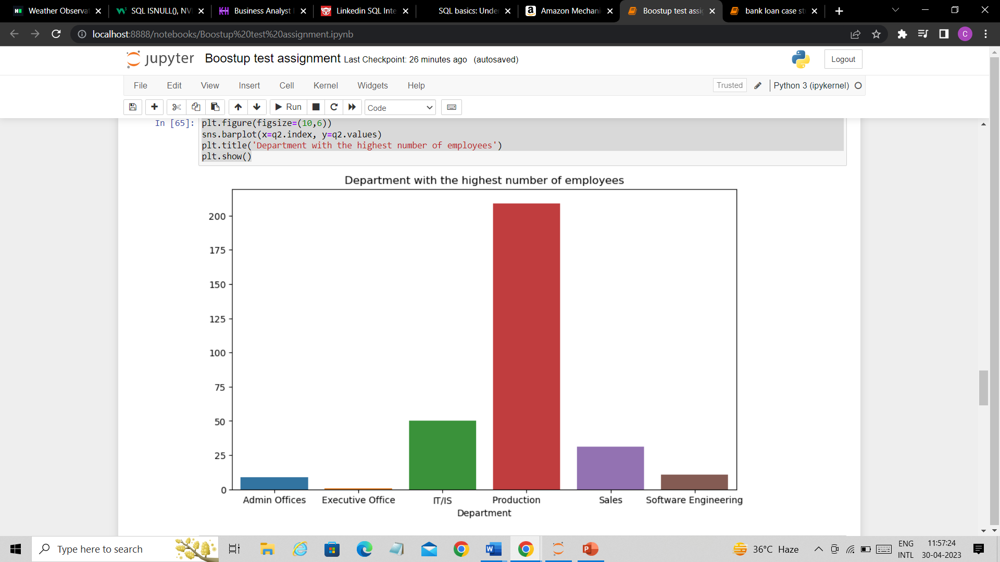 Weather Observat
SQL ISNULL(), NV
Business Analyst
Linkedin SQL Inte
SQL basics: Unde
Amazon Mechani
Boostup test assig
bank loan case st
localhost:8888/notebooks/Boostup%20test%20assignment.ipynb
C
jupyter Boostup test assignment Last Checkpoint: 26 minutes ago (autosaved)
Logout
File Edit View Insert Cell Kernel Widgets Help
Trusted Python 3 (ipykernel)
Run Code
In [65]: plt.figure(figsize=(10,6))
sns.barplot(x=q2.index, y=q2.values)
plt.title('Department with the highest number of employees')
plt.show()
Department with the highest number of employees
200
175
150
125
100
75
50
25
0
Admin Offices Executive Office IT/IS Production Sales Software Engineering
Department
Type here to search
36°C Haze
ENG
INTL
11:57:24
30-04-2023